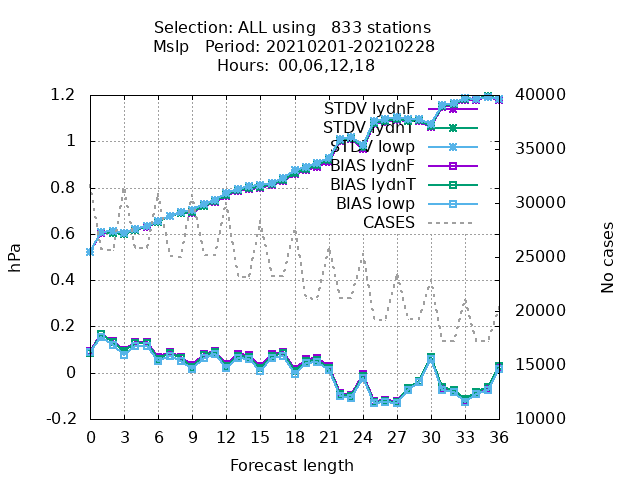 Selection: ALL using   833 stations
Mslp   Period: 20210201-20210228
Hours:  00,06,12,18
1.2
1
0.8
0.6
0.4
0.2
0
-0.2
hPa
40000
35000
30000
25000
20000
15000
10000
No cases
STDV lydnF
STDV lydnT
STDV lowp
BIAS lydnF
BIAS lydnT
BIAS lowp
CASES
0 3 6 9 12 15 18 21 24 27 30 33 36
Forecast length